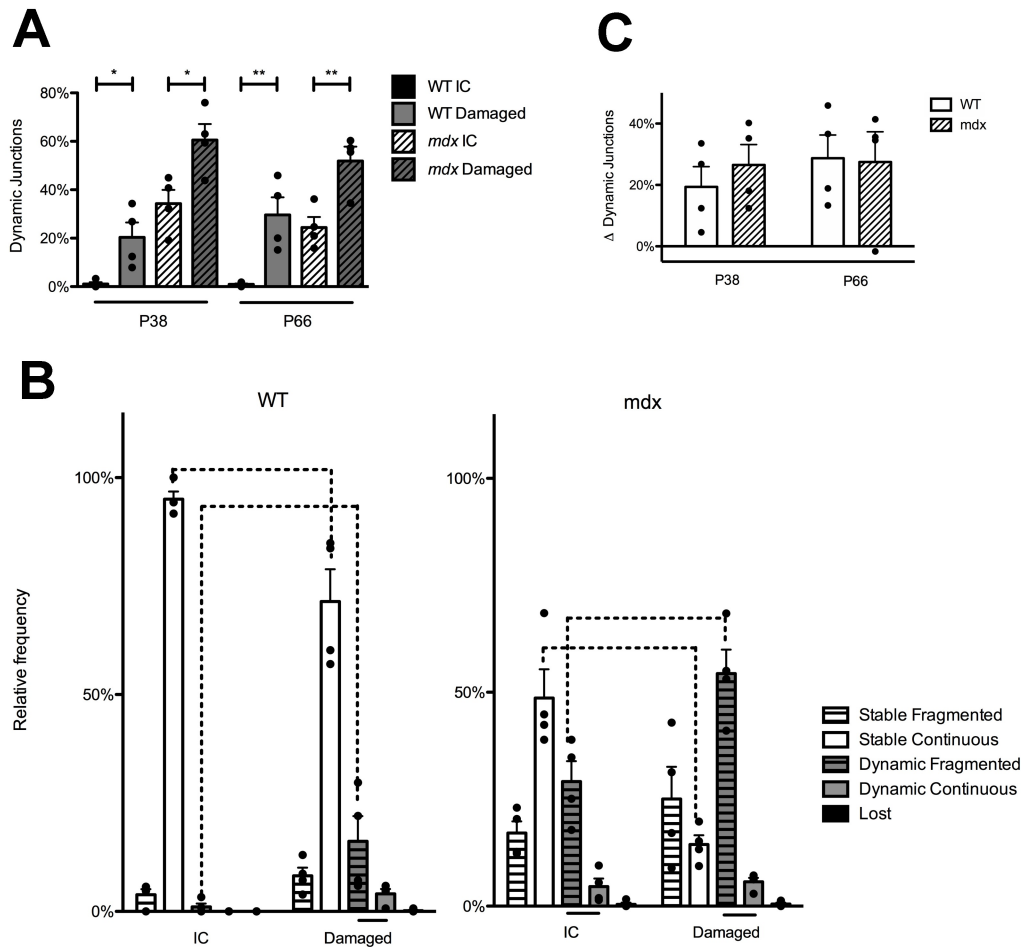 A
* * ** **
80%
60%
40%
20%
0%
Dynamic Junctions
P38 P66
WT IC
WT Damaged
mdx IC
mdx Damaged
C
40%
20%
0%
Δ Dynamic Junctions
P38 P66
WT
mdx
B
WT
100%
50%
0%
Relative frequency
IC Damaged
mdx
100%
50%
0%
IC Damaged
Stable Fragmented
Stable Continuous
Dynamic Fragmented
Dynamic Continuous
Lost